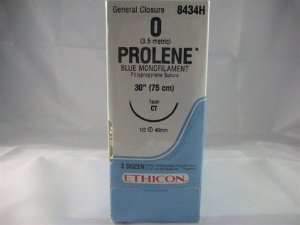 General Closure 8434H
0
(3.5 metric)
PROLENE*
BLUE MONOFILAMENT
Polypropylene Suture
30" (75 cm)
Taper
CT
1/2 40mm
3 DOZEN
ETHICON